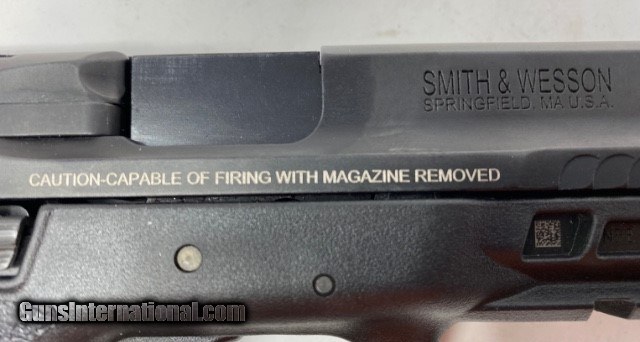 SMITH & WESSON
SPRINGFIELD, MA U.S.A.
CAUTION-CAPABLE OF FIRING WITH MAGAZINE REMOVED
GunsInternational.com